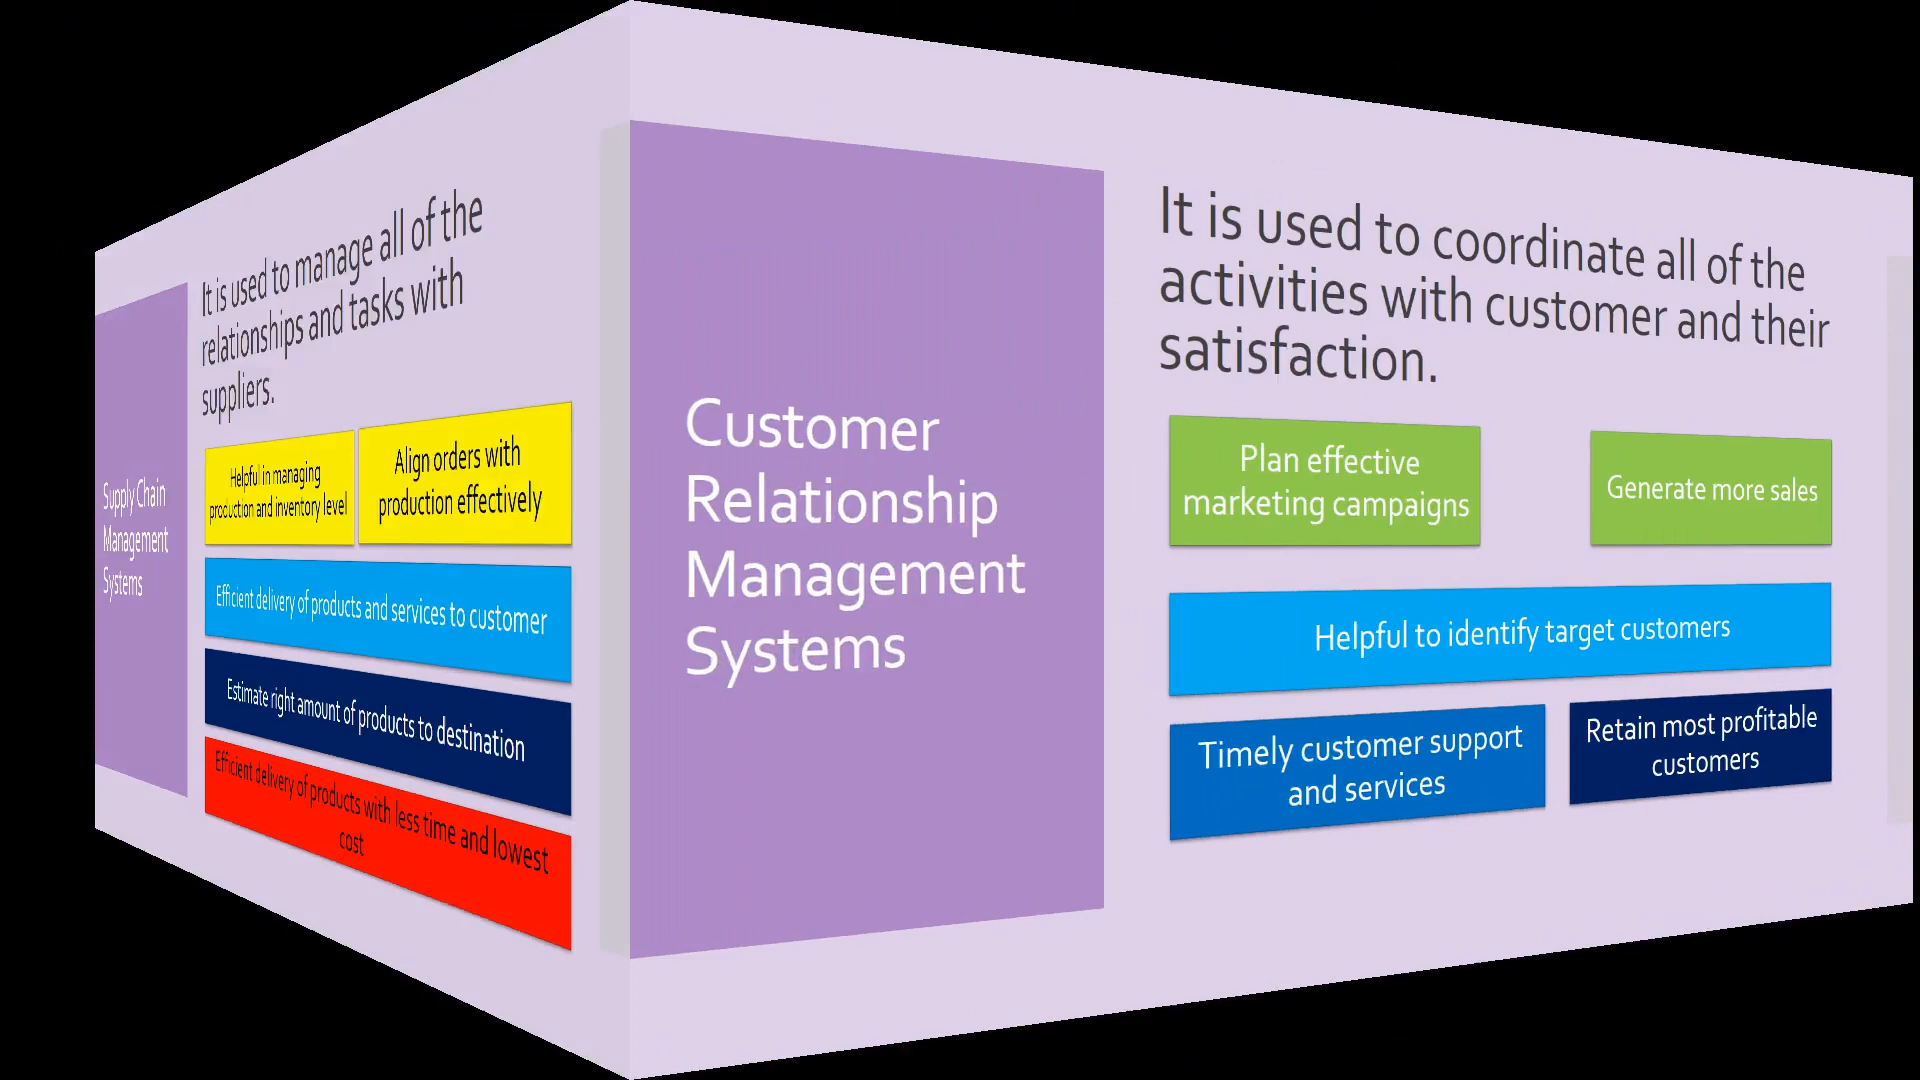 Supply Chain
Management
Systems
It is used to manage all of the
relationships and tasks with
suppliers.
Helpful in managing
production and inventory level
Align orders with
production effectively
Efficient delivery of products and services to customer
Estimate right amount of products to destination
Efficient delivery of products with less time and lowest
cost
Customer
Relationship
Management
Systems
It is used to coordinate all of the
activities with customer and their
satisfaction.
Plan effective
marketing campaigns
Generate more sales
Helpful to identify target customers
Timely customer support
and services
Retain most profitable
customers